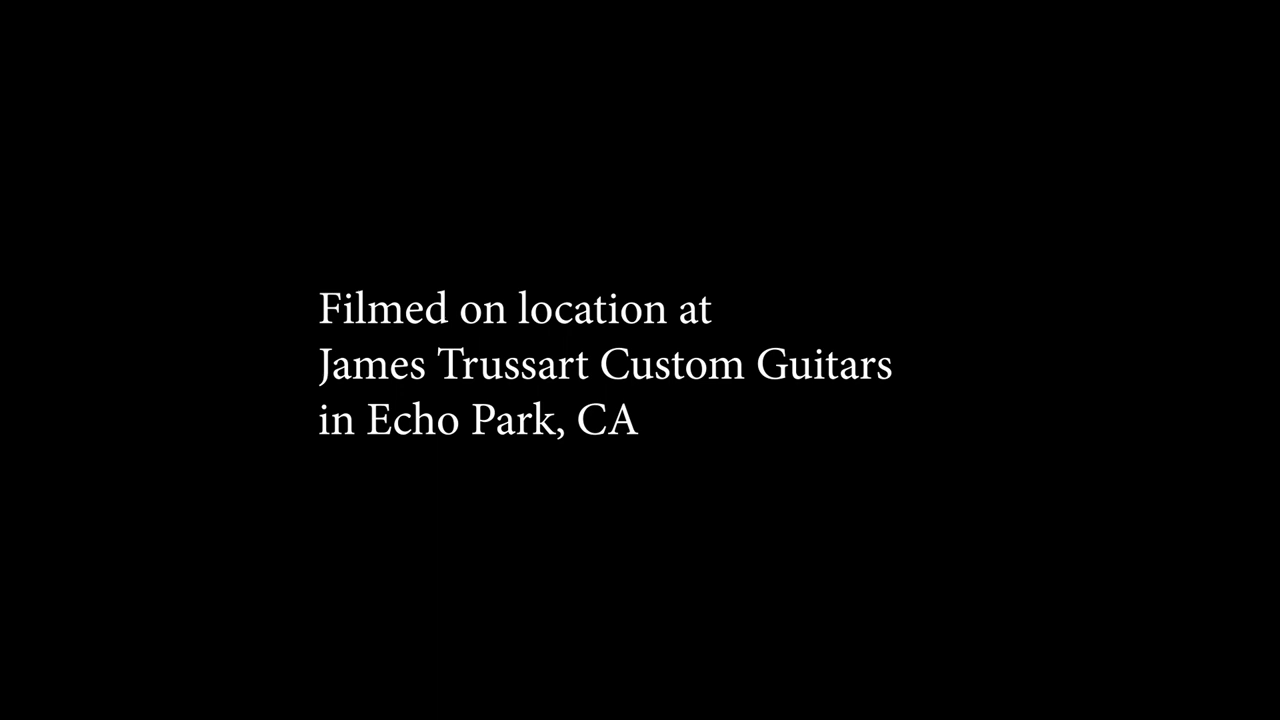 Filmed on location at
James Trussart Custom Guitars
in Echo Park, CA